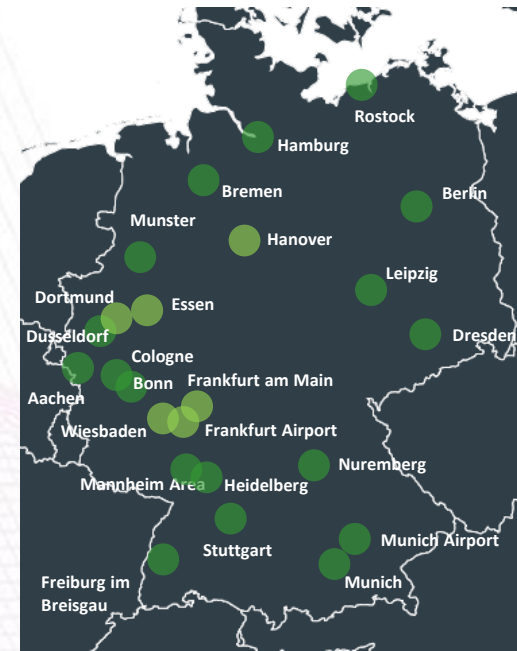 Rostock
Hamburg
Bremen
Berlin
Munster
Hanover
Leipzig
Dortmund
Essen
Dusseldorf
Dresden
Cologne
Bonn
Frankfurt am Main
Aachen
Wiesbaden
Frankfurt Airport
Nuremberg
Mannheim Area
Heidelberg
Munich Airport
Stuttgart
Munich
Freiburg im
Breisgau